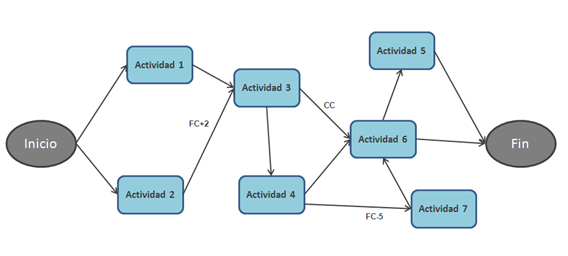 Actividad 5
Actividad 1
Actividad 3
CC
FC+2
Inicio
Actividad 6
Fin
Actividad 2
Actividad 4
Actividad 7
FC-5